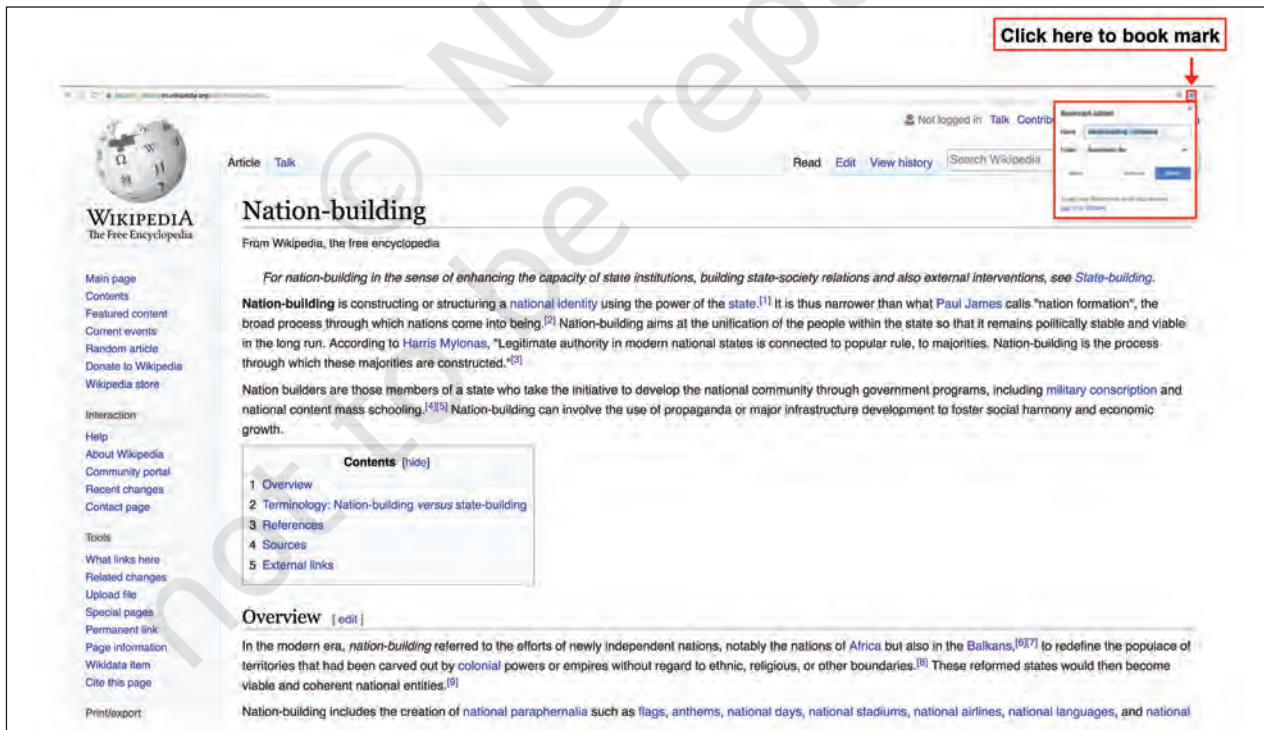 Click here to book mark
Not logged in Talk
Bookmark added
Article Talk
Read Edit View history Search Wikipedia
WIKIPEDIA
The Free Encyclopedia
Nation-building
From Wikipedia, the free encyclopedia
For nation-building in the sense of enhancing the capacity of state institutions, building state-society relations and also external interventions, see State-building.
Nation-building is constructing or structuring a national identity using the power of the state.[1] It is thus narrower than what Paul James calls "nation formation", the
broad process through which nations come into being.[2] Nation-building aims at the unification of the people within the state so that it remains politically stable and viable
in the long run. According to Harris Mylonas, "Legitimate authority in modern national states is connected to popular rule, to majorities. Nation-building is the process
through which these majorities are constructed."[3]
Nation builders are those members of a state who take the initiative to develop the national community through government programs, including military conscription and
national content mass schooling.[4][5] Nation-building can involve the use of propaganda or major infrastructure development to foster social harmony and economic
growth.
Contents [hide]
1 Overview
2 Terminology: Nation-building versus state-building
3 References
4 Sources
5 External links
Overview [ edit ]
In the modern era, nation-building referred to the efforts of newly independent nations, notably the nations of Africa but also in the Balkans,[6][7] to redefine the populace of
territories that had been carved out by colonial powers or empires without regard to ethnic, religious, or other boundaries.[8] These reformed states would then become
viable and coherent national entities.[9]
Nation-building includes the creation of national paraphernalia such as flags, anthems, national days, national stadiums, national airlines, national languages, and national
Main page
Contents
Featured content
Current events
Random article
Donate to Wikipedia
Wikipedia store
Interaction
Help
About Wikipedia
Community portal
Recent changes
Contact page
Tools
What links here
Related changes
Upload file
Special pages
Permanent link
Page information
Wikidata item
Cite this page
Print/export
not to be